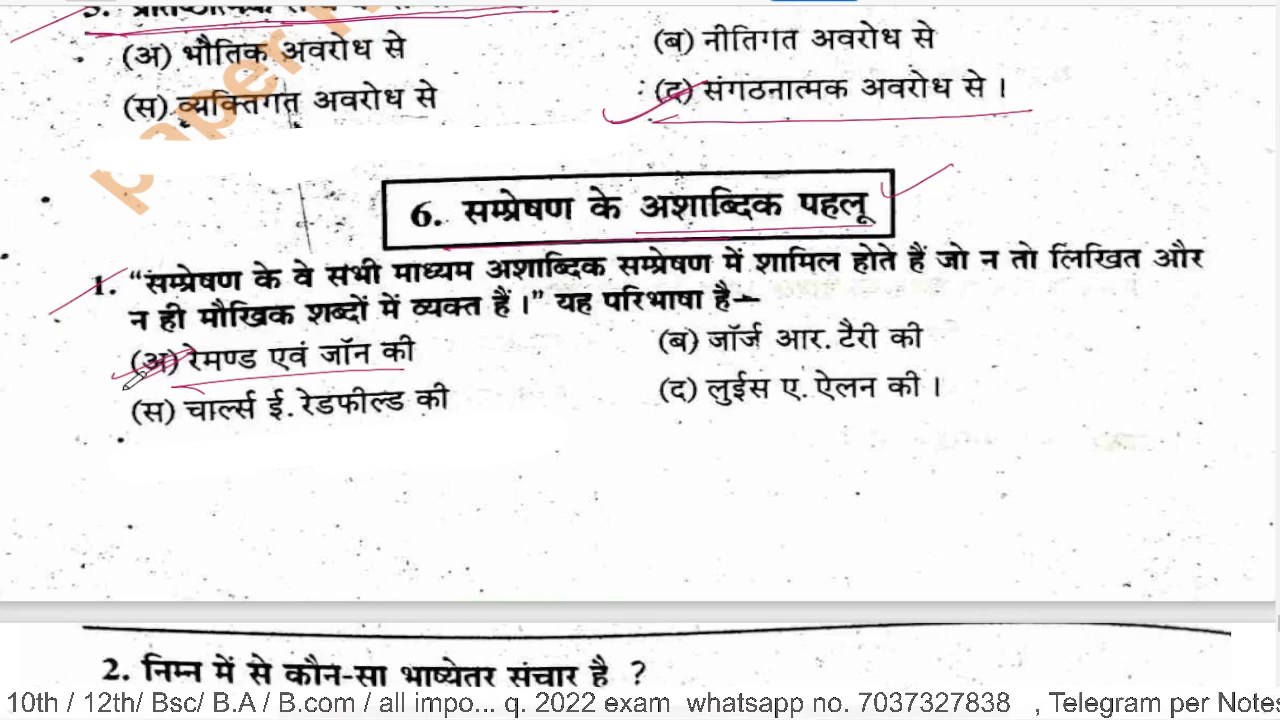 (अ) भौतिक अवरोध से (ब) नीतिगत अवरोध से
(स) व्यक्तिगत अवरोध से (द) संगठनात्मक अवरोध से ।
6. सम्प्रेषण के अशाब्दिक पहलू
1. “सम्प्रेषण के वे सभी माध्यम अशाब्दिक सम्प्रेषण में शामिल होते हैं जो न तो लिखित और
न ही मौखिक शब्दों में व्यक्त हैं।” यह परिभाषा है—
(अ) रेमण्ड एवं जॉन की (ब) जॉर्ज आर. टैरी की
(स) चार्ल्स ई. रेडफील्ड की (द) लुईस ए. ऐलन की ।
2. निम्न में से कौन-सा भाष्येतर संचार है ?
10th / 12th/ Bsc/ B.A / B.com / all impo... q. 2022 exam whatsapp no. 7037327838 , Telegram per Notes